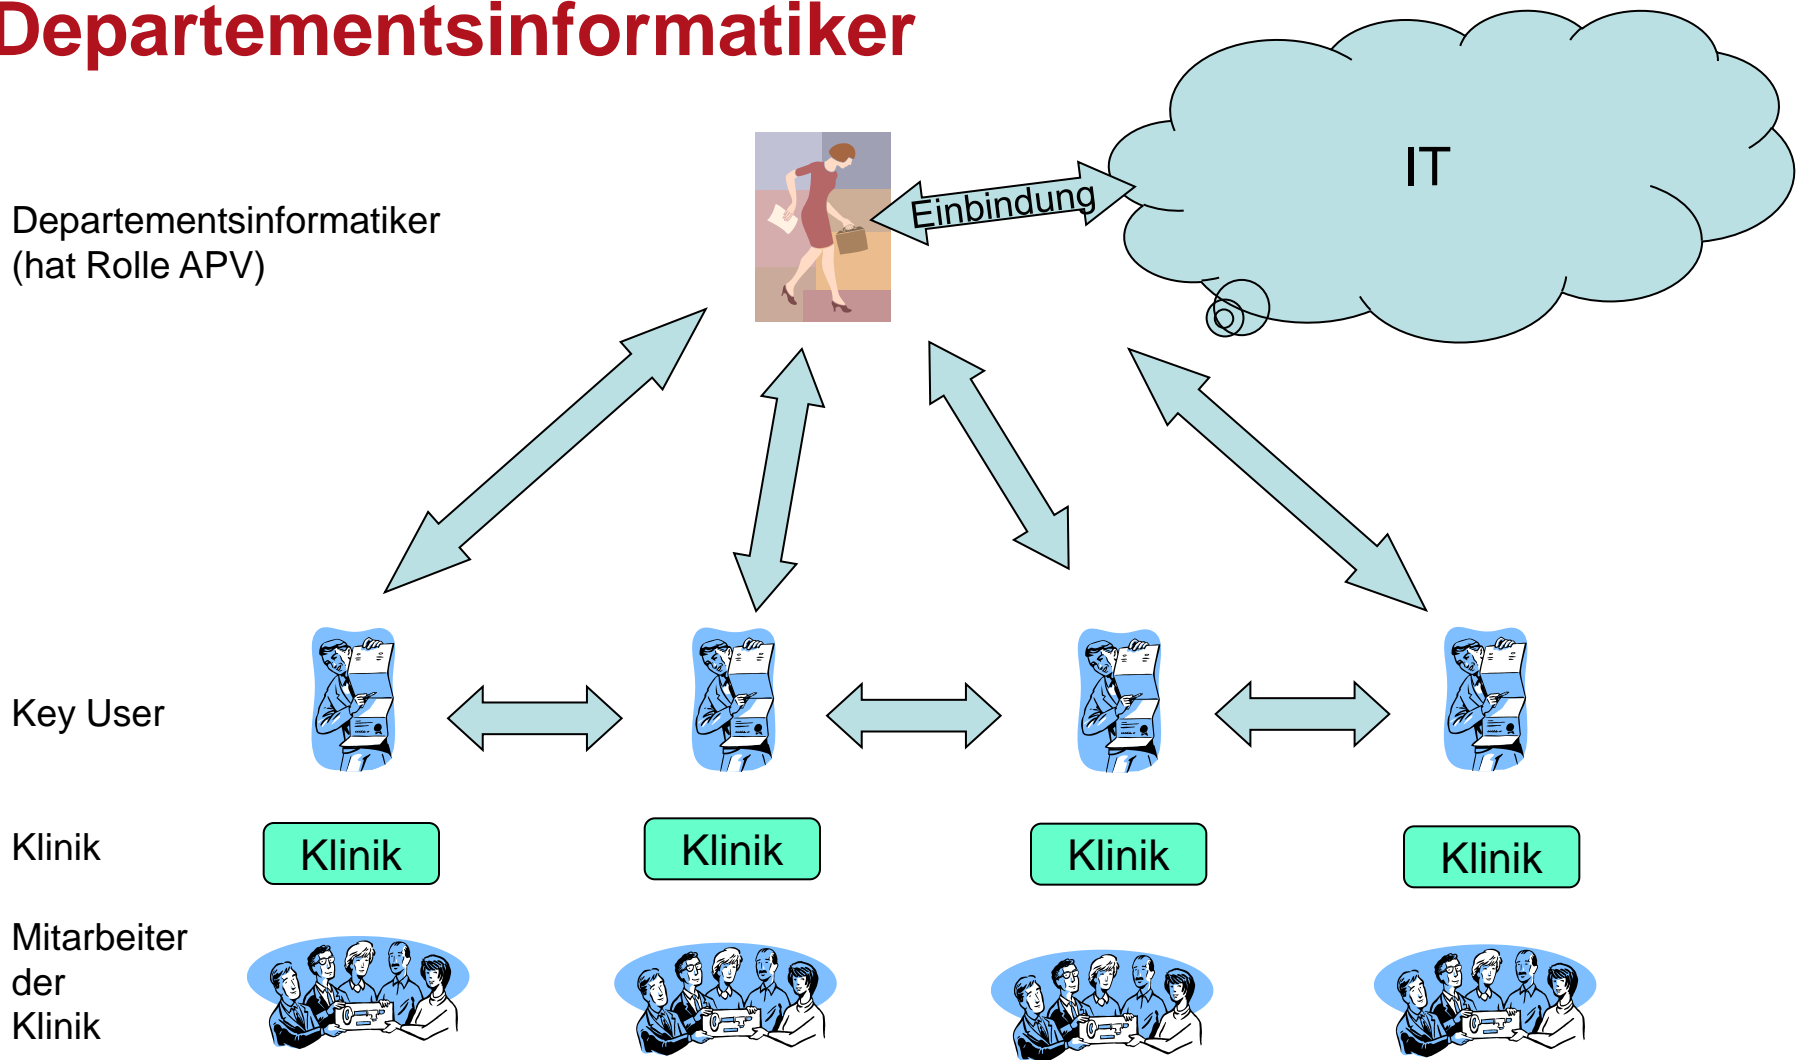 Departementsinformatiker
IT
Einbindung
Departementsinformatiker
(hat Rolle APV)
Key User
Klinik
Klinik
Klinik
Klinik
Klinik
Mitarbeiter
der
Klinik